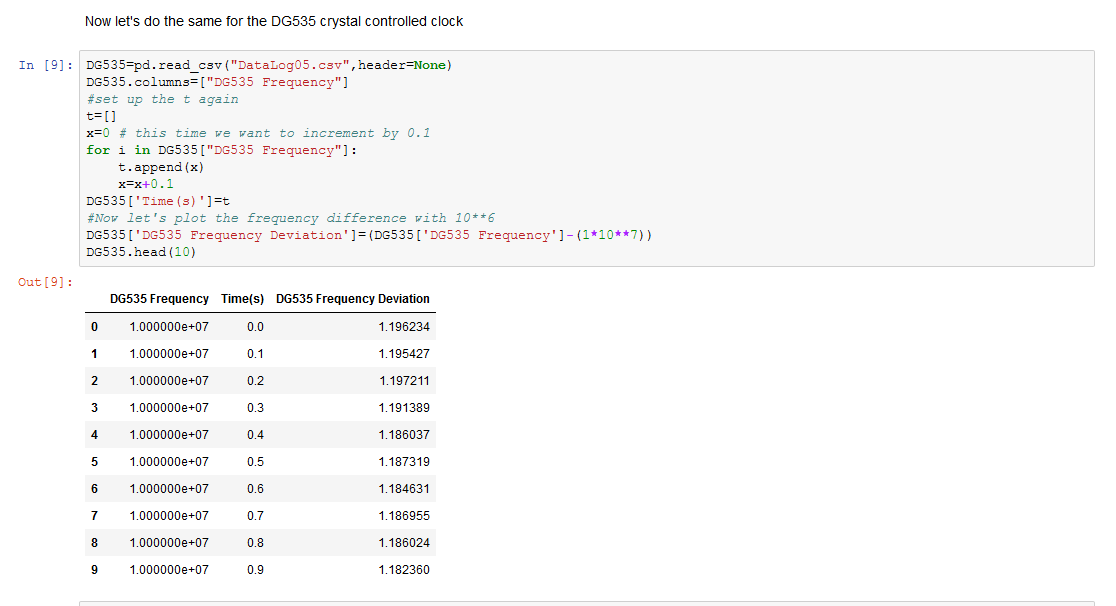 Now let's do the same for the DG535 crystal controlled clock
In [9]:
DG535=pd.read_csv("DataLog05.csv",header=None)
DG535.columns=["DG535 Frequency"]
#set up the t again
t=[]
x=0 # this time we want to increment by 0.1
for i in DG535["DG535 Frequency"]:
    t.append(x)
    x=x+0.1
DG535['Time(s)']=t
#Now let's plot the frequency difference with 10**6
DG535['DG535 Frequency Deviation']=(DG535['DG535 Frequency']-(1*10**7))
DG535.head(10)
Out[9]:
DG535 Frequency Time(s) DG535 Frequency Deviation
0 1.000000e+07 0.0 1.196234
1 1.000000e+07 0.1 1.195427
2 1.000000e+07 0.2 1.197211
3 1.000000e+07 0.3 1.191389
4 1.000000e+07 0.4 1.186037
5 1.000000e+07 0.5 1.187319
6 1.000000e+07 0.6 1.184631
7 1.000000e+07 0.7 1.186955
8 1.000000e+07 0.8 1.186024
9 1.000000e+07 0.9 1.182360